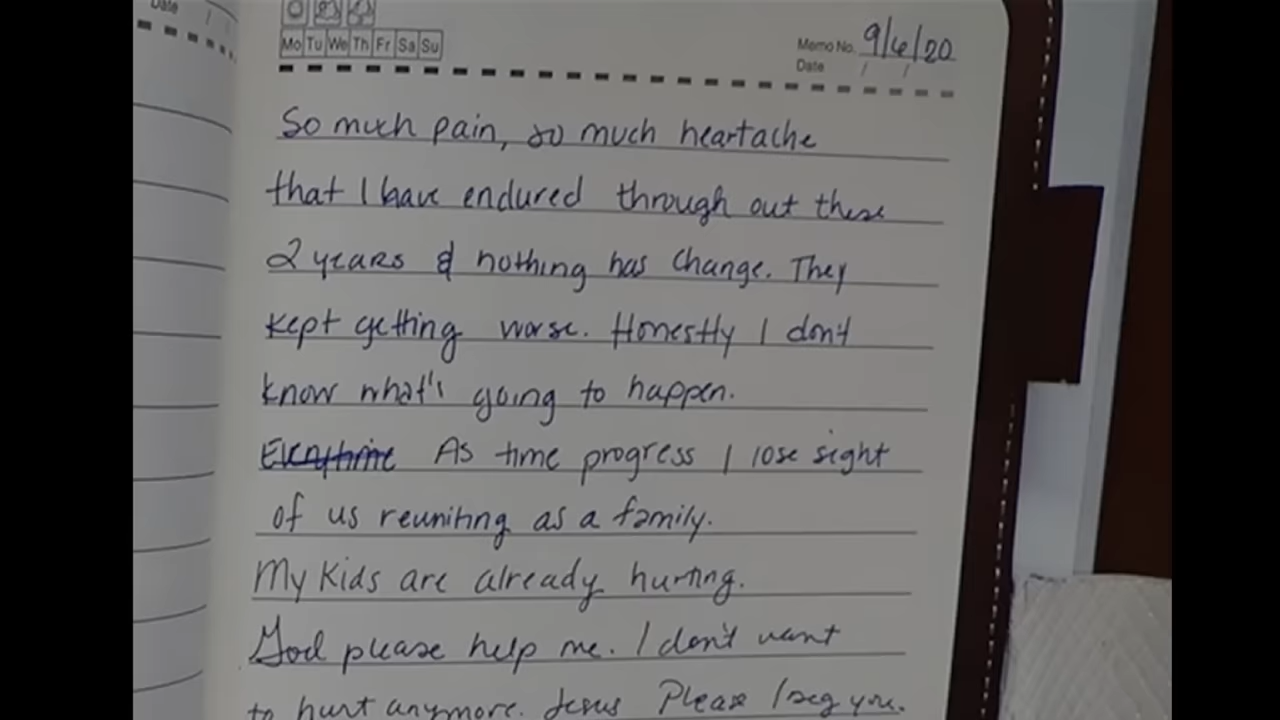 Date / /
Mo Tu We Th Fr Sa Su
Memo No. 9/6/20
Date / /
So much pain, so much heartache
that I have endured through out these
2 years & nothing has change. They
kept getting worse. Honestly I don't
know what's going to happen.
Everytime As time progress I lose sight
of us reuniting as a family.
My Kids are already hurting.
God please help me. I don't want
to hurt anymore. Jesus Please I beg you.